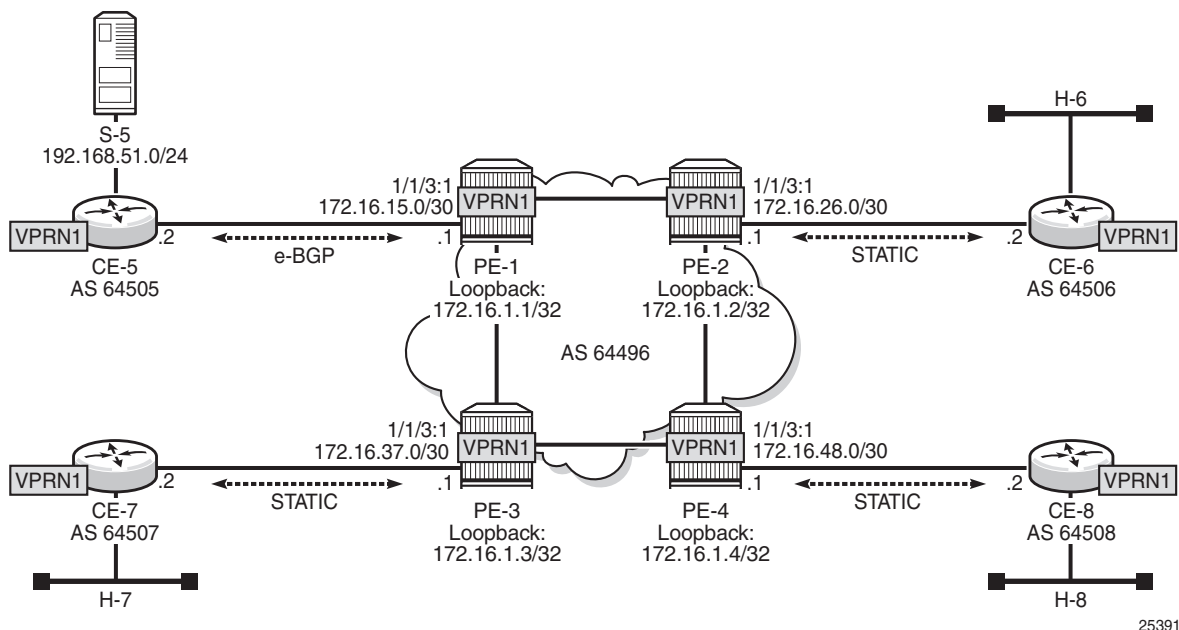 S-5
192.168.51.0/24
VPRN1
.2
CE-5
AS 64505
e-BGP
1/1/3:1
172.16.15.0/30
.1
VPRN1
PE-1
Loopback:
172.16.1.1/32
VPRN1
PE-2
Loopback:
172.16.1.2/32
1/1/3:1
172.16.26.0/30
.1
STATIC
H-6
.2
VPRN1
CE-6
AS 64506
AS 64496
VPRN1
.2
CE-7
AS 64507
H-7
STATIC
1/1/3:1
172.16.37.0/30
.1
VPRN1
PE-3
Loopback:
172.16.1.3/32
VPRN1
PE-4
Loopback:
172.16.1.4/32
1/1/3:1
172.16.48.0/30
.1
STATIC
.2
VPRN1
CE-8
AS 64508
H-8
25391